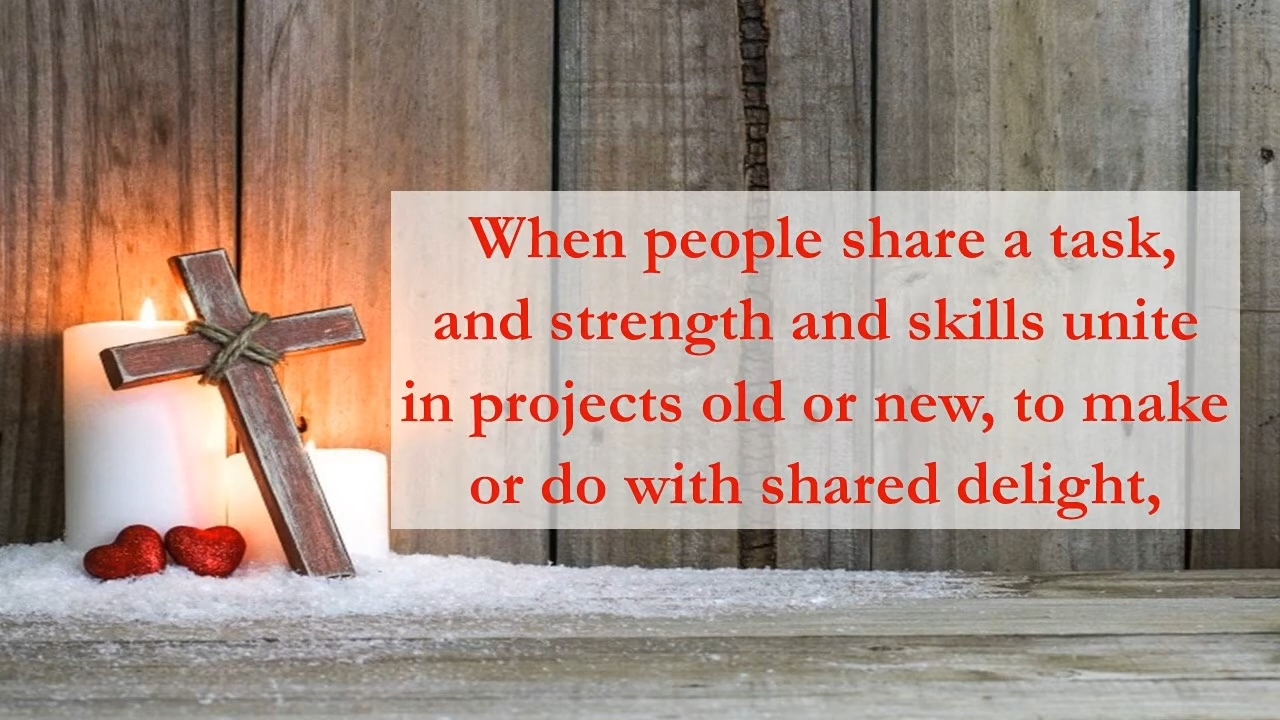 When people share a task,
and strength and skills unite
in projects old or new, to make
or do with shared delight,